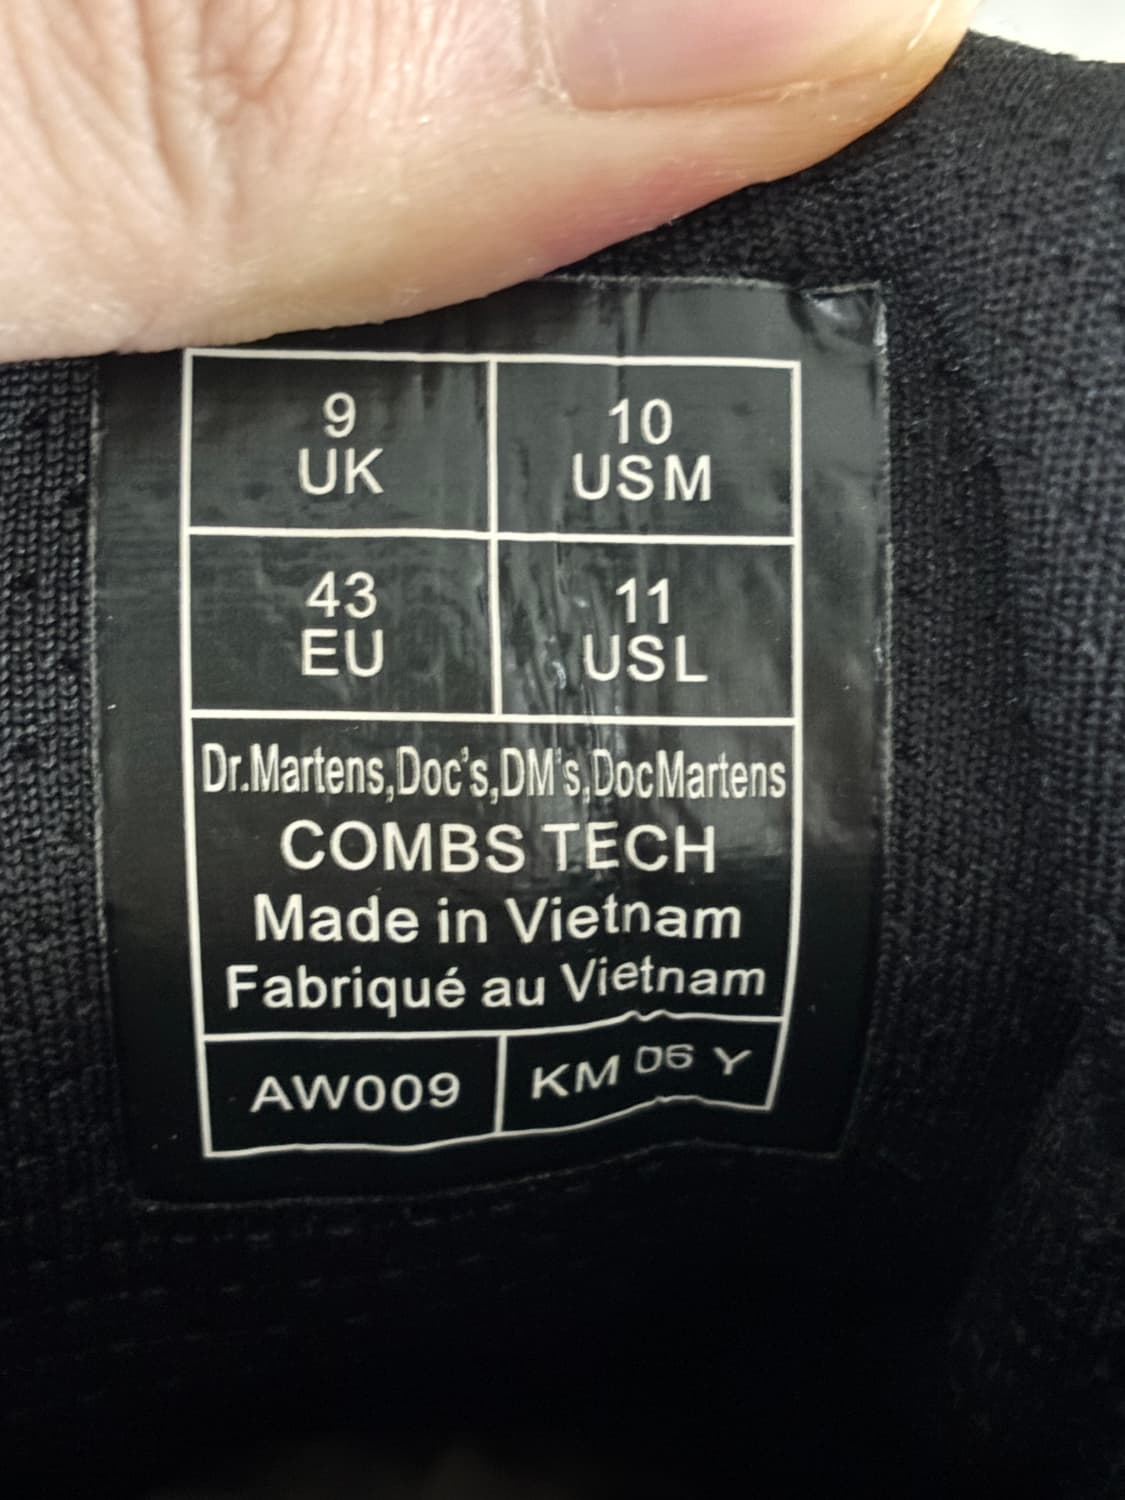 9
UK
10
USM
43
EU
11
USL
Dr.Martens,Doc's,DM's,DocMartens
COMBS TECH
Made in Vietnam
Fabriqué au Vietnam
AW009
KM 06 Y